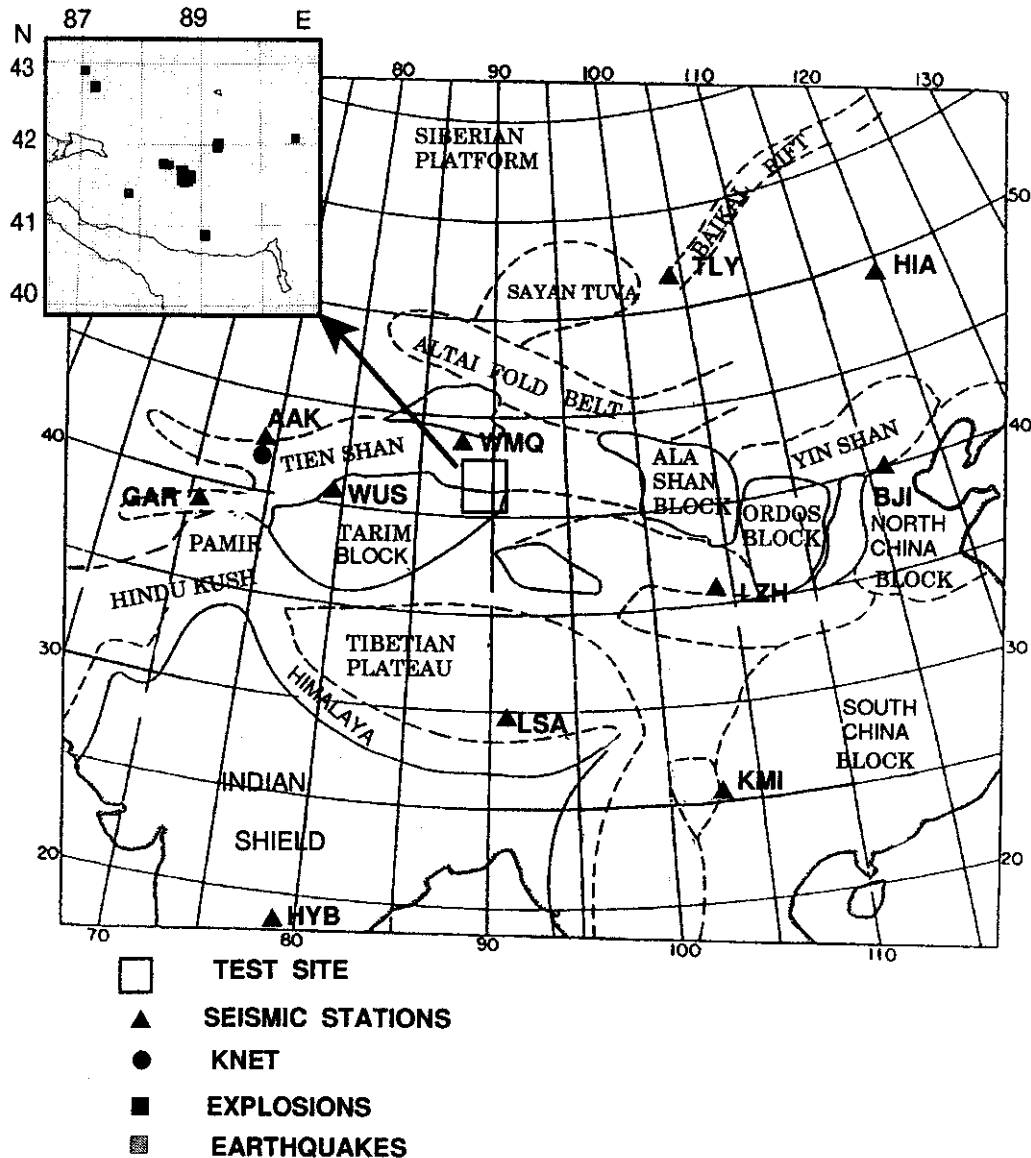 87 89 E
N
43
42
41
40
80 90 100 110 120 130
SIBERIAN
PLATFORM
BAIKAL RIFT
50
TLY
HIA
SAYAN TUVA
ALTAI FOLD BELT
40
AAK
TIEN SHAN
WMQ
YIN SHAN
40
GAR
WUS
ALA
SHAN
BLOCK
BJI
PAMIR
TARIM
BLOCK
ORDOS
BLOCK
NORTH
CHINA
BLOCK
HINDU KUSH
LZH
30
TIBETIAN
PLATEAU
30
HIMALAYA
LSA
SOUTH
CHINA
BLOCK
INDIAN
SHIELD
KMI
20
20
HYB
70 80 90 100 110
TEST SITE
SEISMIC STATIONS
KNET
EXPLOSIONS
EARTHQUAKES